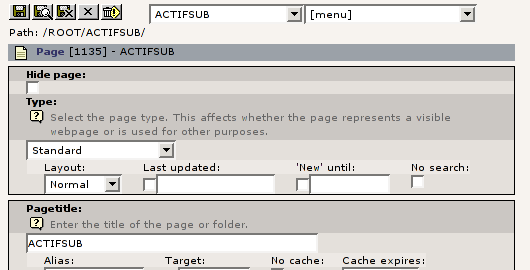 ACTIFSUB [menu]
Path: /ROOT/ACTIFSUB/
Page [1135] - ACTIFSUB
Hide page:
Type:
Select the page type. This affects whether the page represents a visible
webpage or is used for other purposes.
Standard
Layout: Last updated: 'New' until: No search:
Normal
Pagetitle:
Enter the title of the page or folder.
ACTIFSUB
Alias: Target: No cache: Cache expires: